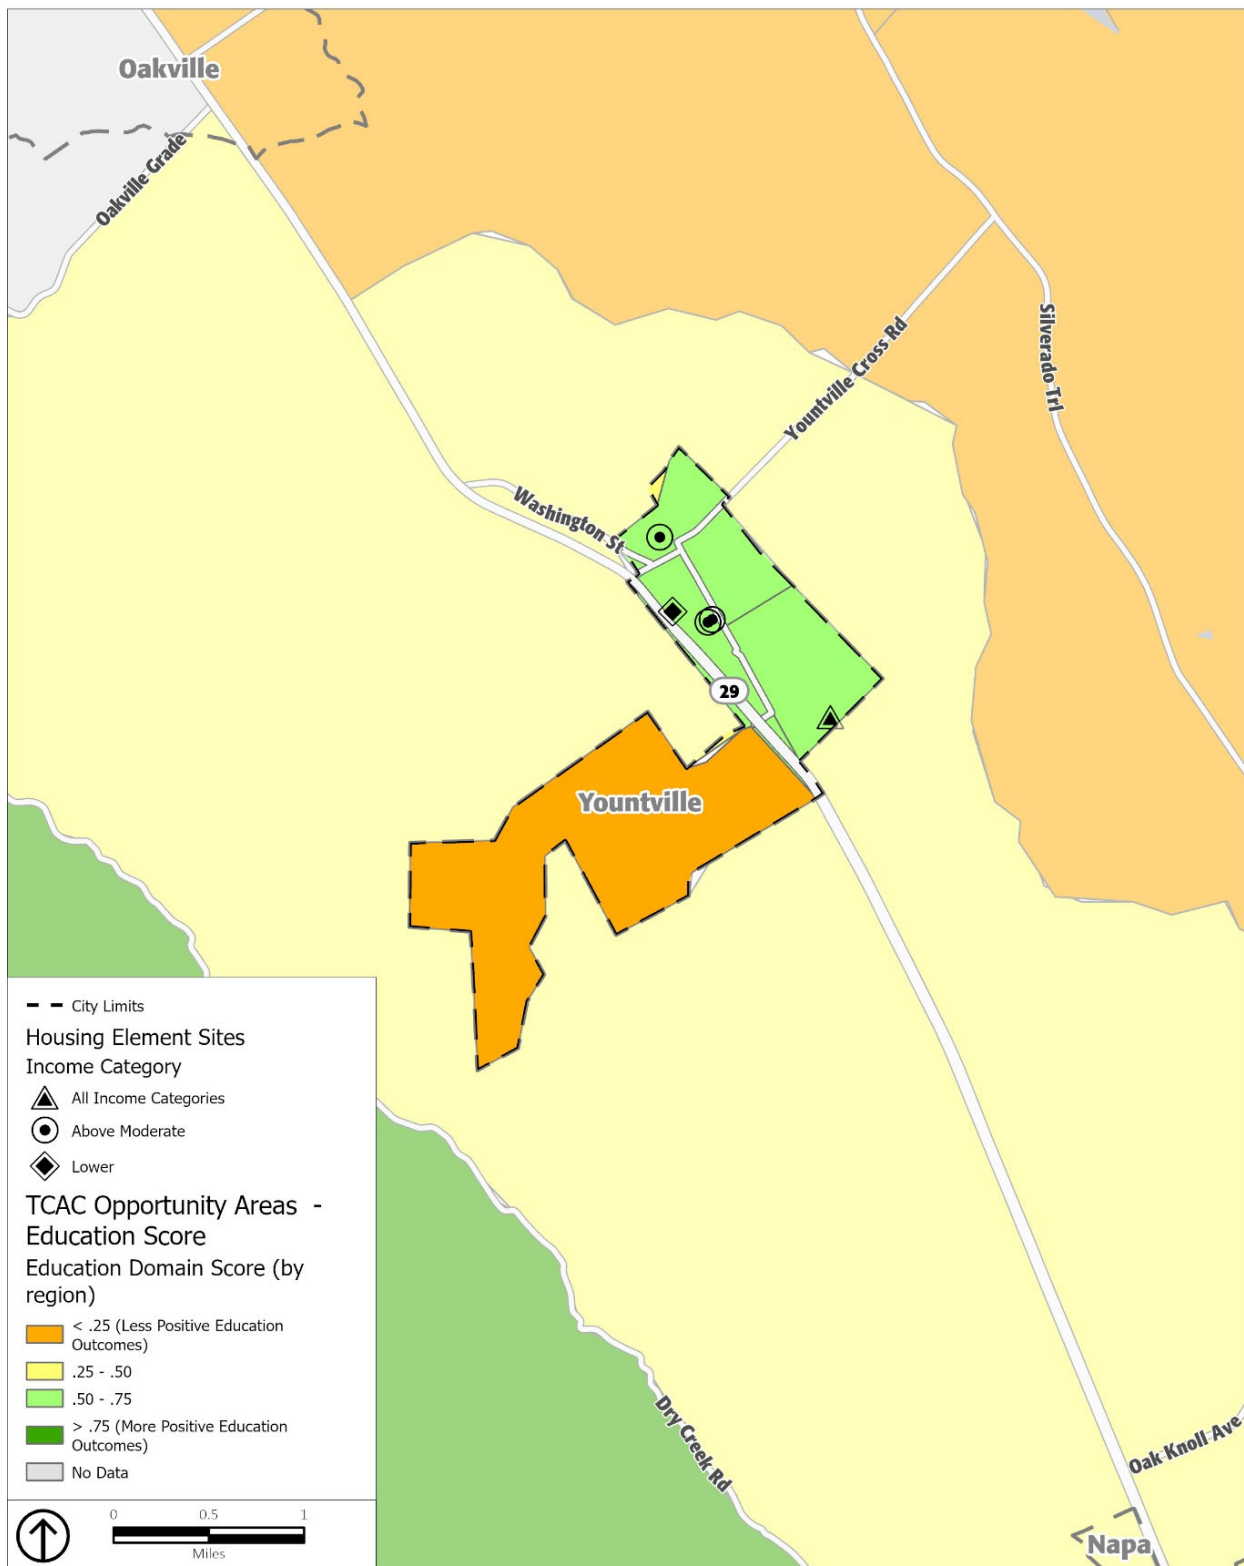 Oakville
Oakville Grade
Silverado Trl
Yountville Cross Rd
Washington St
29
Yountville
City Limits
Housing Element Sites
Income Category
All Income Categories
Above Moderate
Lower
TCAC Opportunity Areas -
Education Score
Education Domain Score (by
region)
< .25 (Less Positive Education
Outcomes)
.25 - .50
.50 - .75
> .75 (More Positive Education
Outcomes)
No Data
0 0.5 1
Miles
Dry Creek Rd
Oak Knoll Ave
Napa